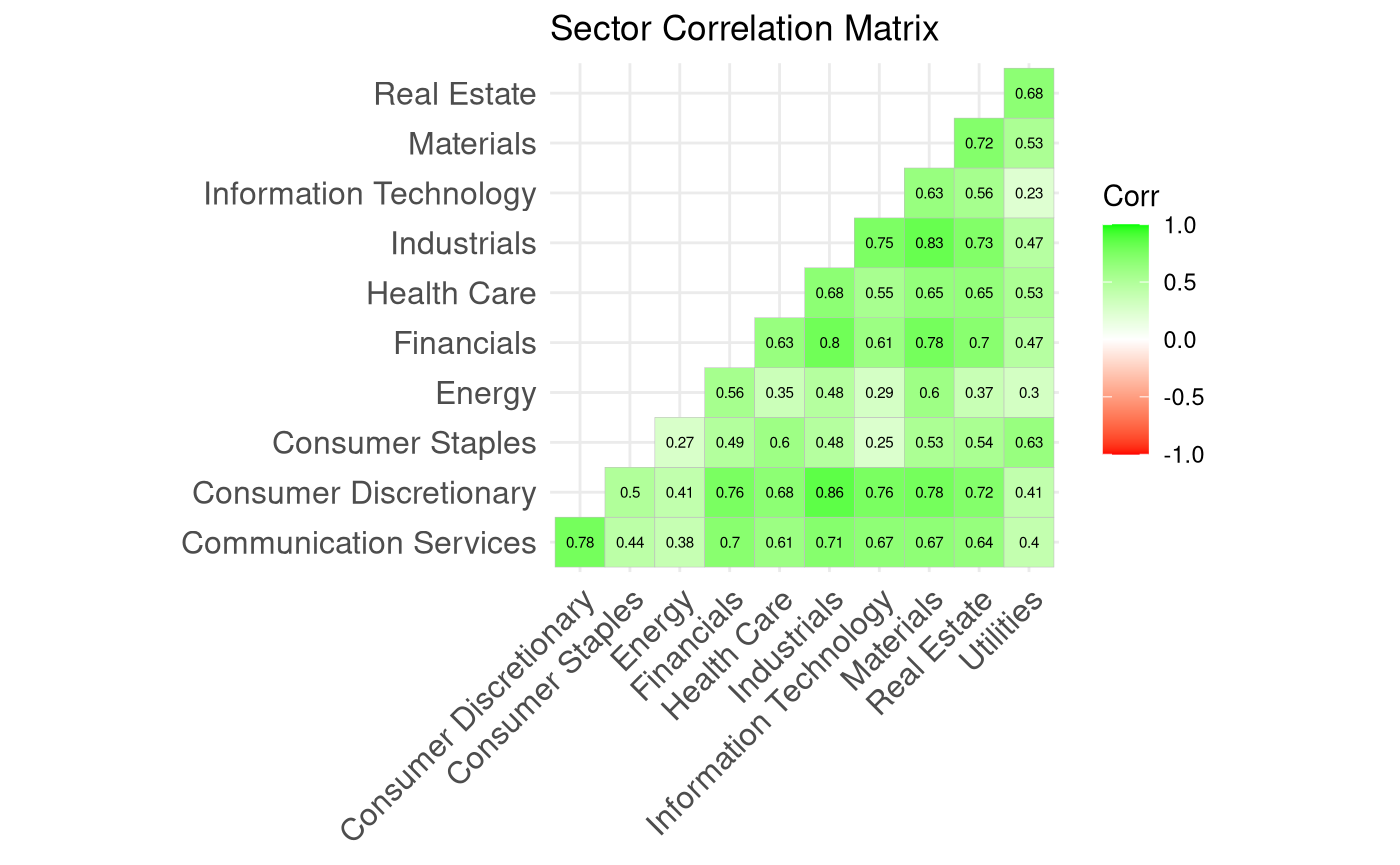 Sector Correlation Matrix
Real Estate 0.68
Materials 0.72 0.53
Information Technology 0.63 0.56 0.23
Industrials 0.75 0.83 0.73 0.47
Health Care 0.68 0.55 0.65 0.65 0.53
Financials 0.63 0.8 0.61 0.78 0.7 0.47
Energy 0.56 0.35 0.48 0.29 0.6 0.37 0.3
Consumer Staples 0.27 0.49 0.6 0.48 0.25 0.53 0.54 0.63
Consumer Discretionary 0.5 0.41 0.76 0.68 0.86 0.76 0.78 0.72 0.41
Communication Services 0.78 0.44 0.38 0.7 0.61 0.71 0.67 0.67 0.64 0.4
Consumer Discretionary
Consumer Staples
Energy
Financials
Health Care
Industrials
Information Technology
Materials
Real Estate
Utilities
Corr
1.0
0.5
0.0
-0.5
-1.0